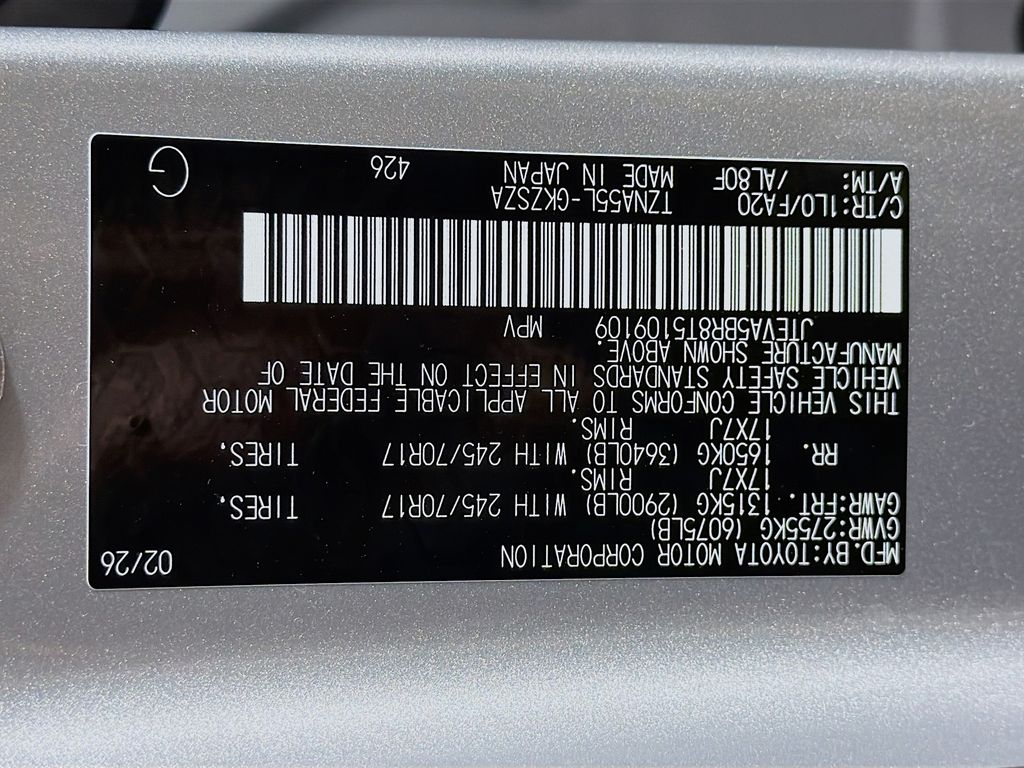 MFD.BY:TOYOTA MOTOR CORPORATION 02/26
GVWR:2755KG (6075LB)
GAWR:FRT. 1315KG (2900LB) WITH 245/70R17 TIRES,
17X7J RIMS.
RR. 1650KG (3640LB) WITH 245/70R17 TIRES,
17X7J RIMS.
THIS VEHICLE CONFORMS TO ALL APPLICABLE FEDERAL MOTOR
VEHICLE SAFETY STANDARDS IN EFFECT ON THE DATE OF
MANUFACTURE SHOWN ABOVE.
JTEVA5BR8T5109109 MPV
C/TR:1L0/FA20 TZNA55L-GKZSZA
A/TM: /AL80F MADE IN JAPAN 426 G